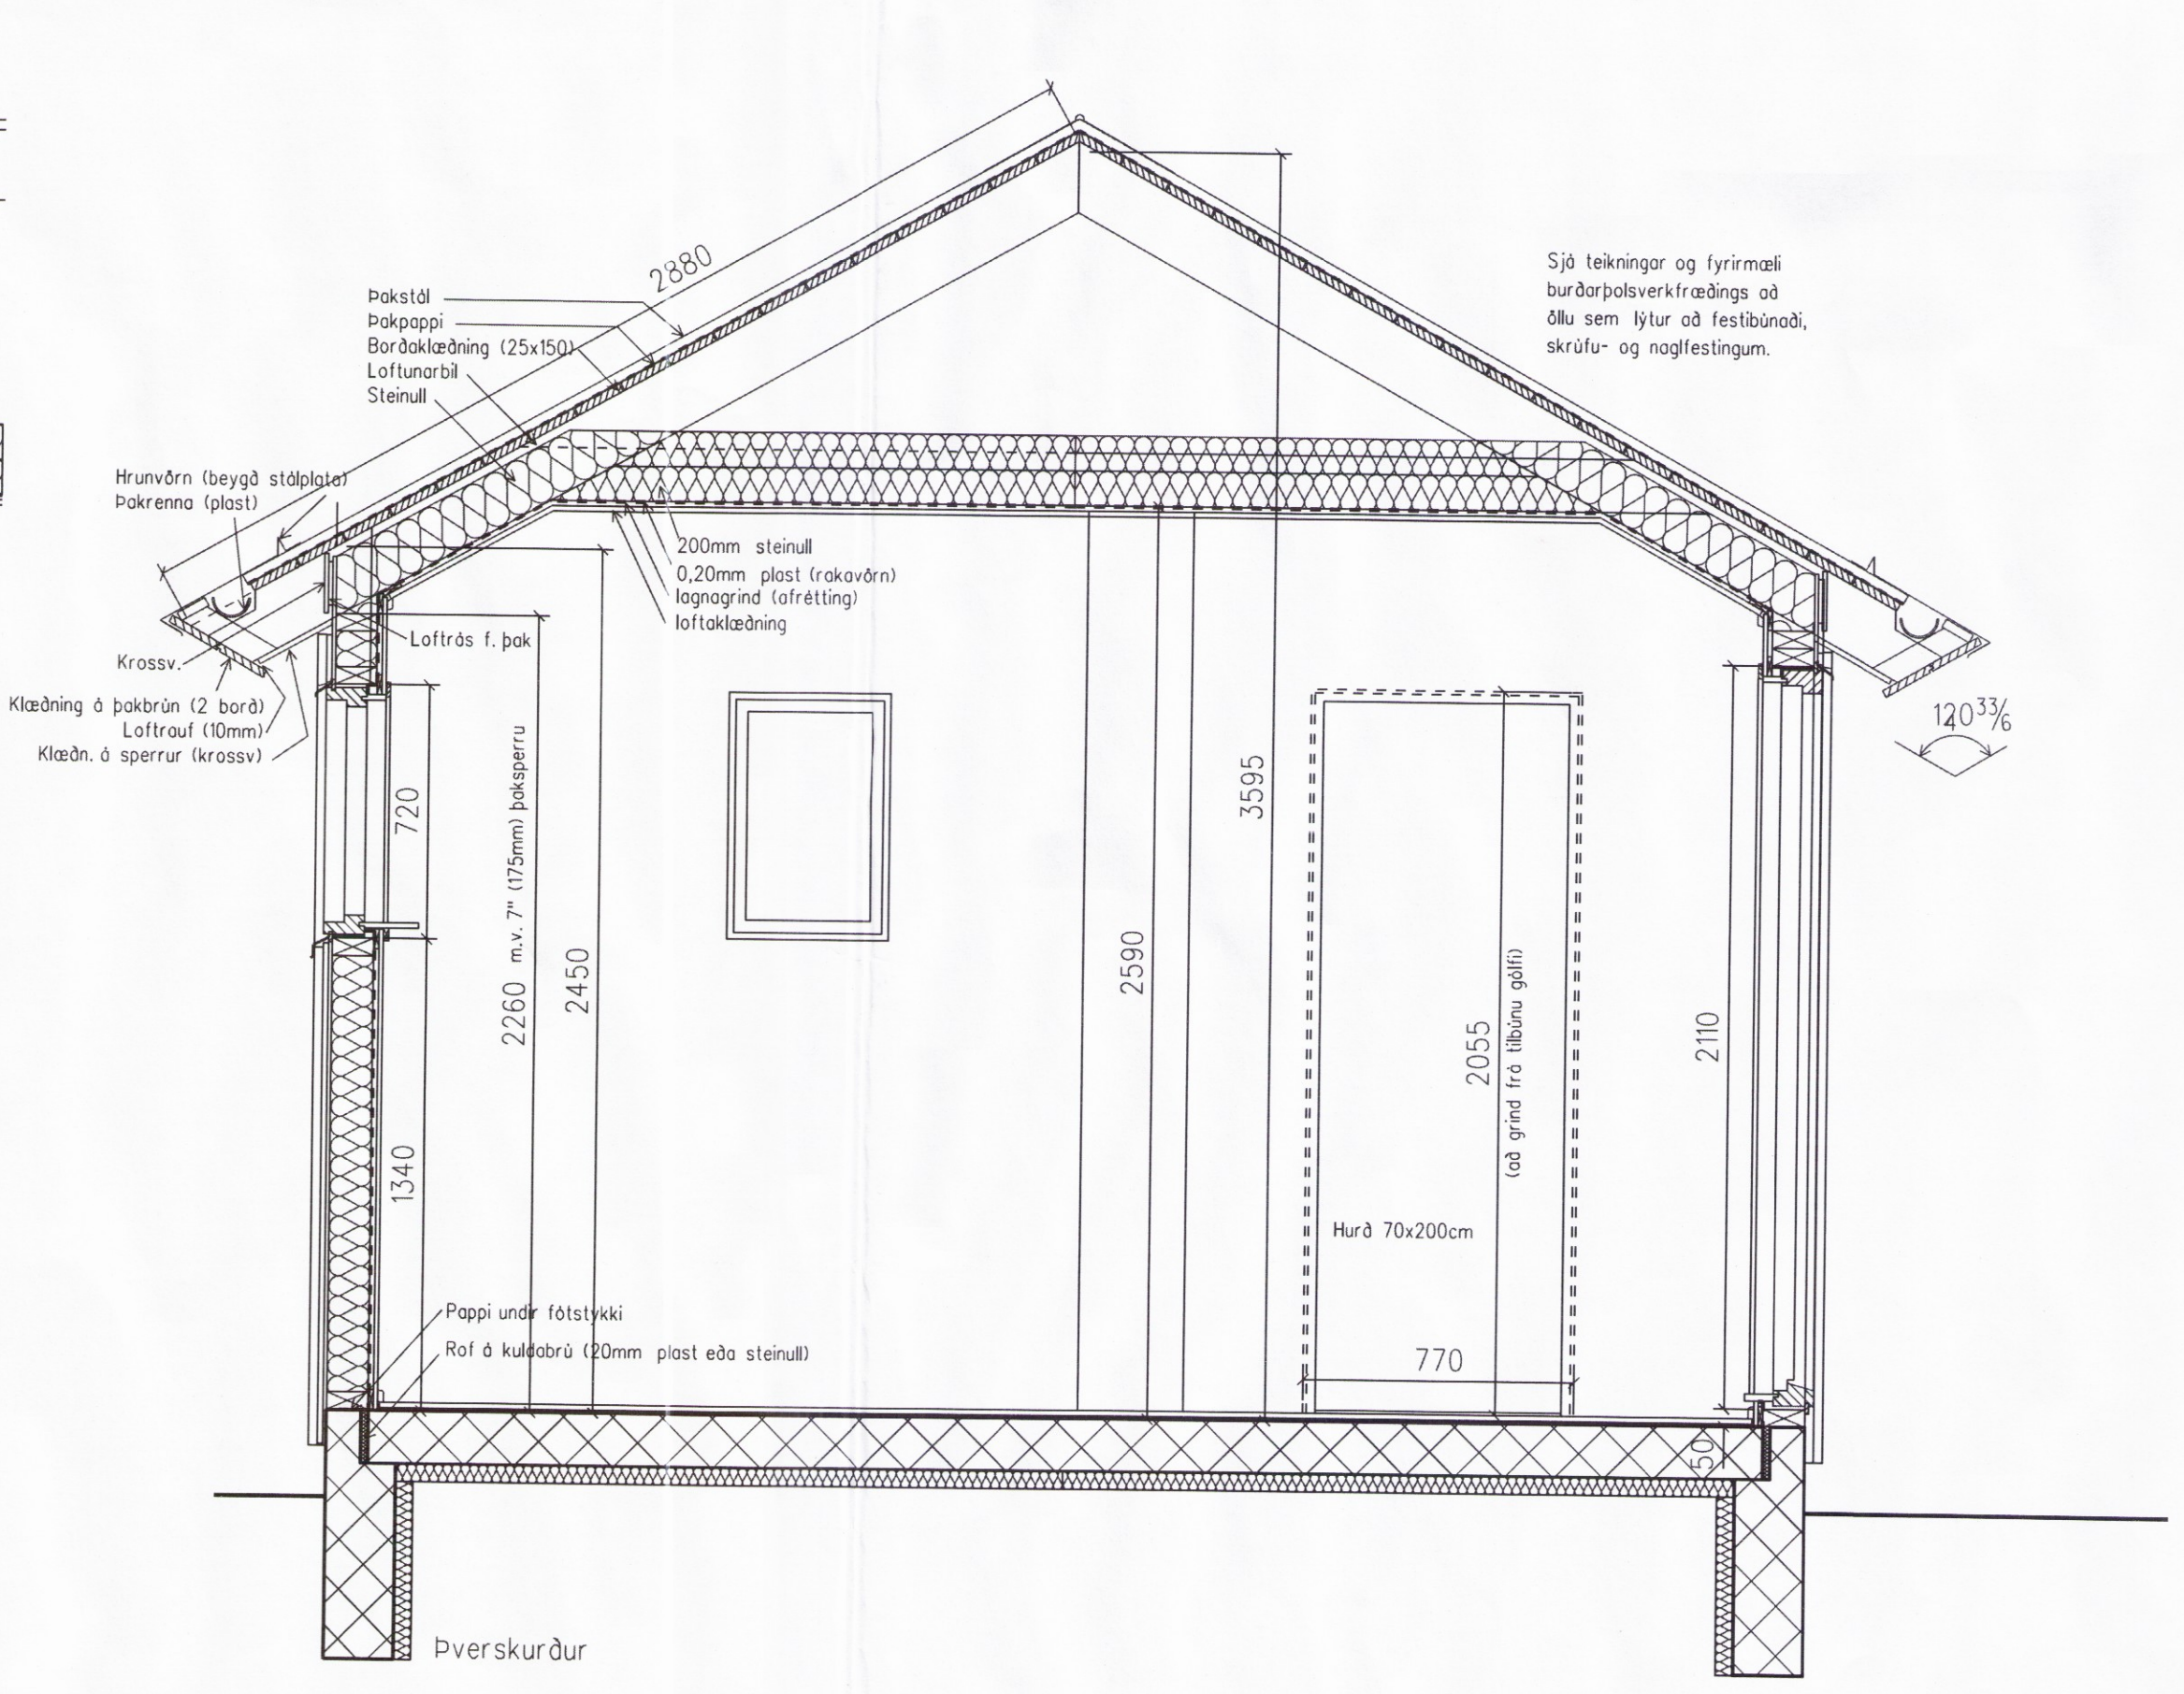 2880
Þakstál
Þakpappi
Borðaklæðning (25x150)
Loftunarbil
Steinull
Sjá teikningar og fyrirmæli
burðarþolsverkfræðings að
öllu sem lýtur að festibúnaði,
skrúfu- og naglfestingum.
Hrunvörn (beygð stálplata)
Þakrenna (plast)
200mm steinull
0,20mm plast (rakavörn)
lagnagrind (afrétting)
loftaklæðning
Loftrás f. þak
Krossv.
Klæðning á þakbrún (2 borð)
Loftrauf (10mm)
Klæðn. á sperrur (krossv)
720
2260 m.v. 7" (175mm) þaksperru
2450
2590
3595
2055
(að grind frá tilbúnu gólfi)
2110
1340
Hurð 70x200cm
770
50
Pappi undir fótstykki
Rof á kuldabrú (20mm plast eða steinull)
Þverskurður